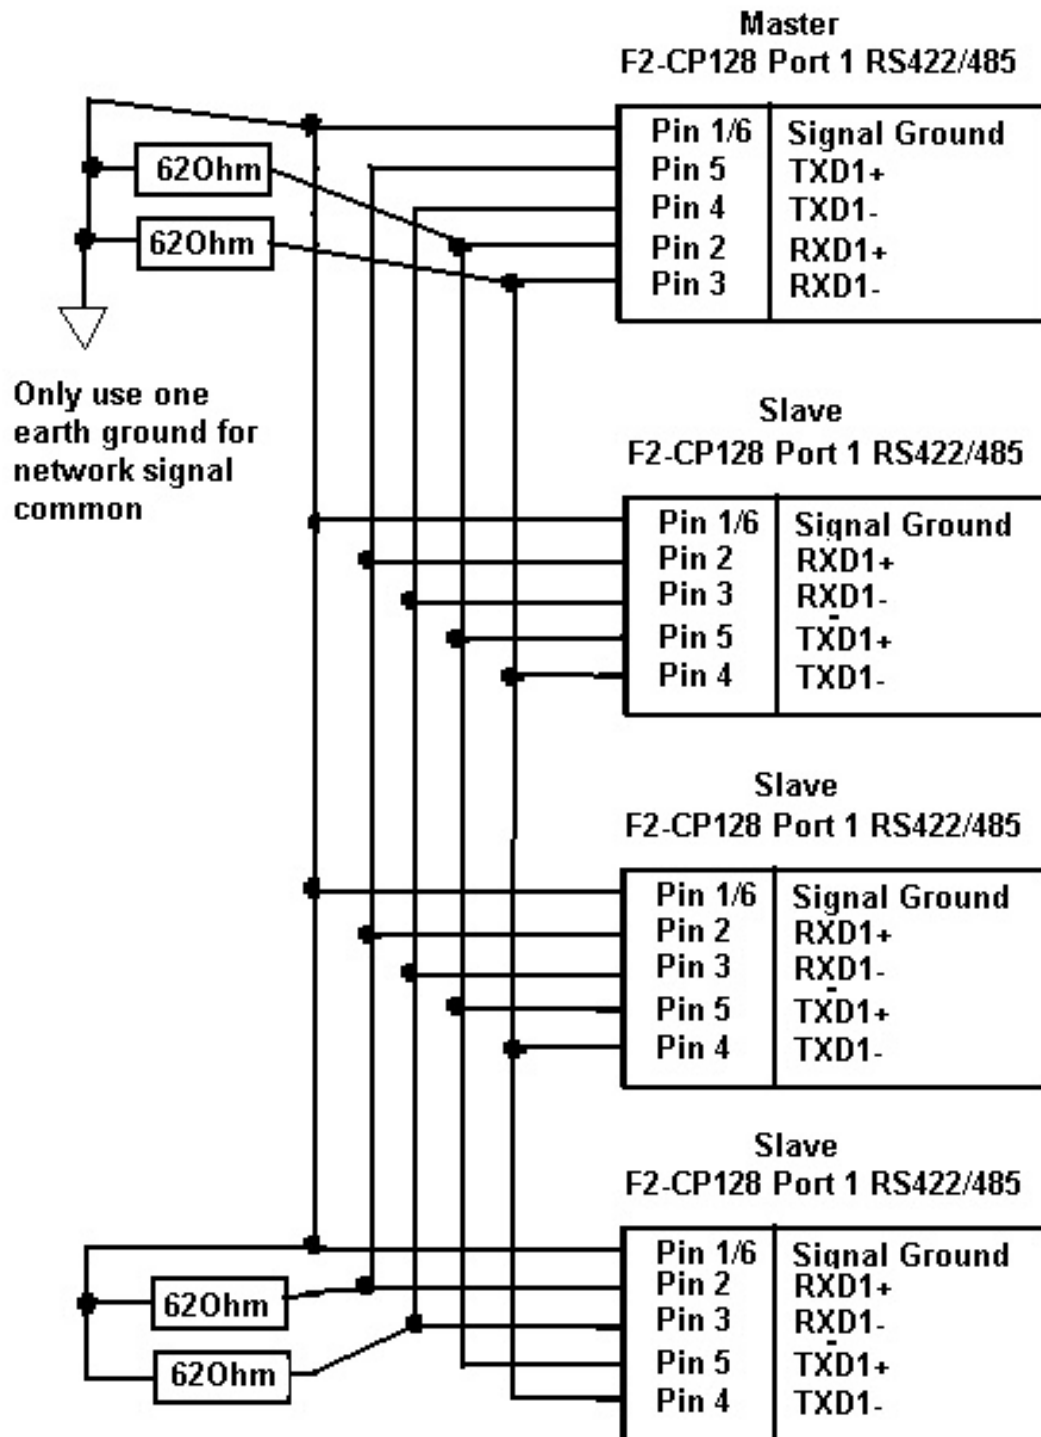 Master
F2-CP128 Port 1 RS422/485
Pin 1/6 Signal Ground
Pin 5 TXD1+
Pin 4 TXD1-
Pin 2 RXD1+
Pin 3 RXD1-
62Ohm
62Ohm
Only use one
earth ground for
network signal
common
Slave
F2-CP128 Port 1 RS422/485
Pin 1/6 Signal Ground
Pin 2 RXD1+
Pin 3 RXD1-
Pin 5 TXD1+
Pin 4 TXD1-
Slave
F2-CP128 Port 1 RS422/485
Pin 1/6 Signal Ground
Pin 2 RXD1+
Pin 3 RXD1-
Pin 5 TXD1+
Pin 4 TXD1-
Slave
F2-CP128 Port 1 RS422/485
Pin 1/6 Signal Ground
Pin 2 RXD1+
Pin 3 RXD1-
Pin 5 TXD1+
Pin 4 TXD1-
62Ohm
62Ohm